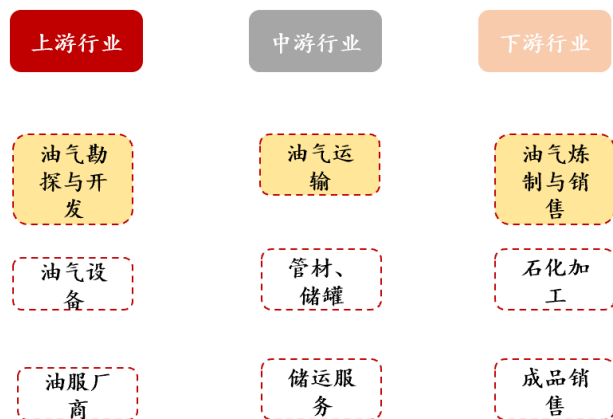 上游行业
中游行业
下游行业
油气勘
探与开
发
油气运
输
油气炼
制与销
售
油气设
备
管材、
储罐
石化加
工
油服厂
商
储运服
务
成品销
售